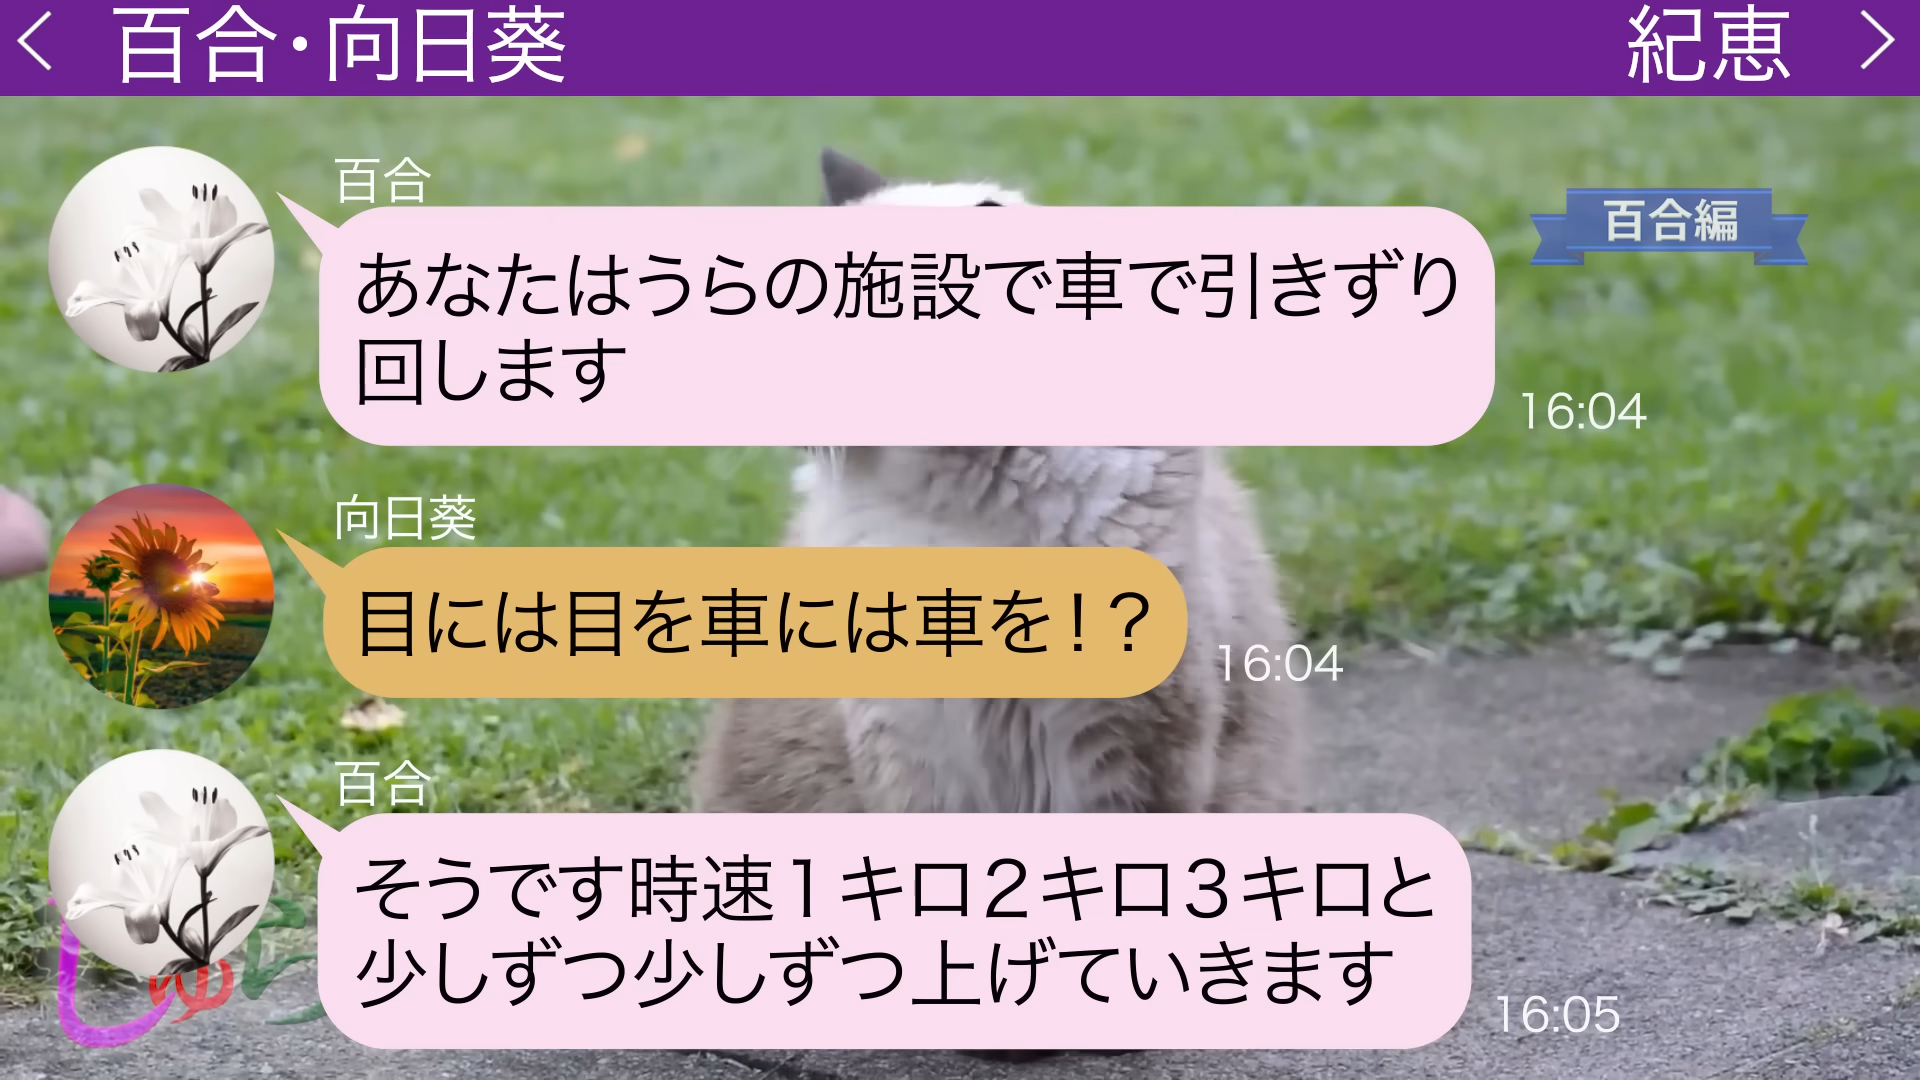 百合・向日葵
紀恵
百合
百合編
あなたはうらの施設で車で引きずり
回します
16:04
向日葵
目には目を車には車を！？
16:04
百合
そうです時速１キロ２キロ３キロと
少しずつ少しずつ上げていきます
16:05